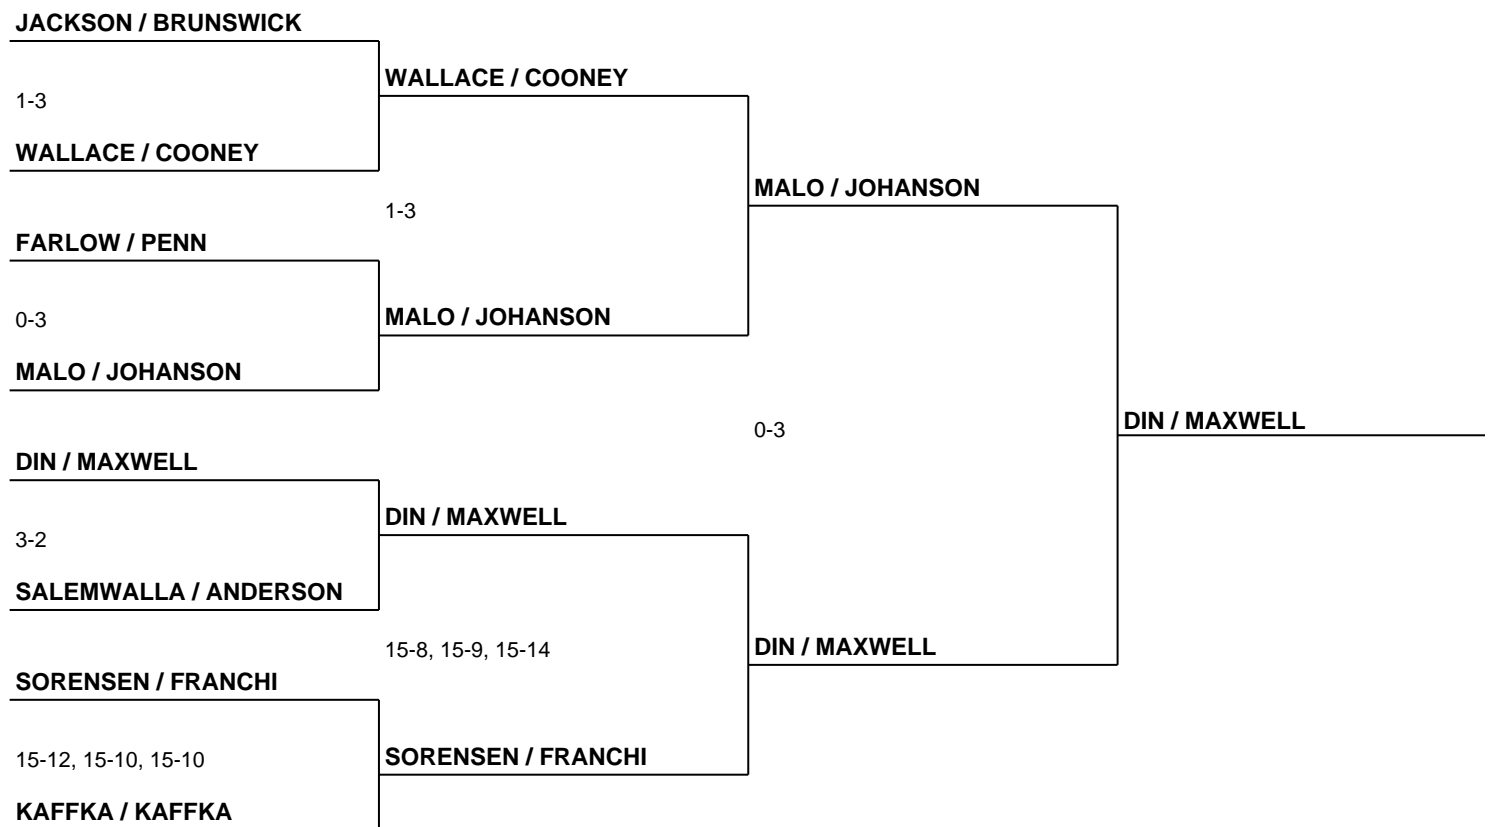 JACKSON / BRUNSWICK
1-3
WALLACE / COONEY
FARLOW / PENN
0-3
MALO / JOHANSON
DIN / MAXWELL
3-2
SALEMWALLA / ANDERSON
SORENSEN / FRANCHI
15-12, 15-10, 15-10
KAFFKA / KAFFKA
WALLACE / COONEY
1-3
MALO / JOHANSON
DIN / MAXWELL
15-8, 15-9, 15-14
SORENSEN / FRANCHI
MALO / JOHANSON
0-3
DIN / MAXWELL
DIN / MAXWELL